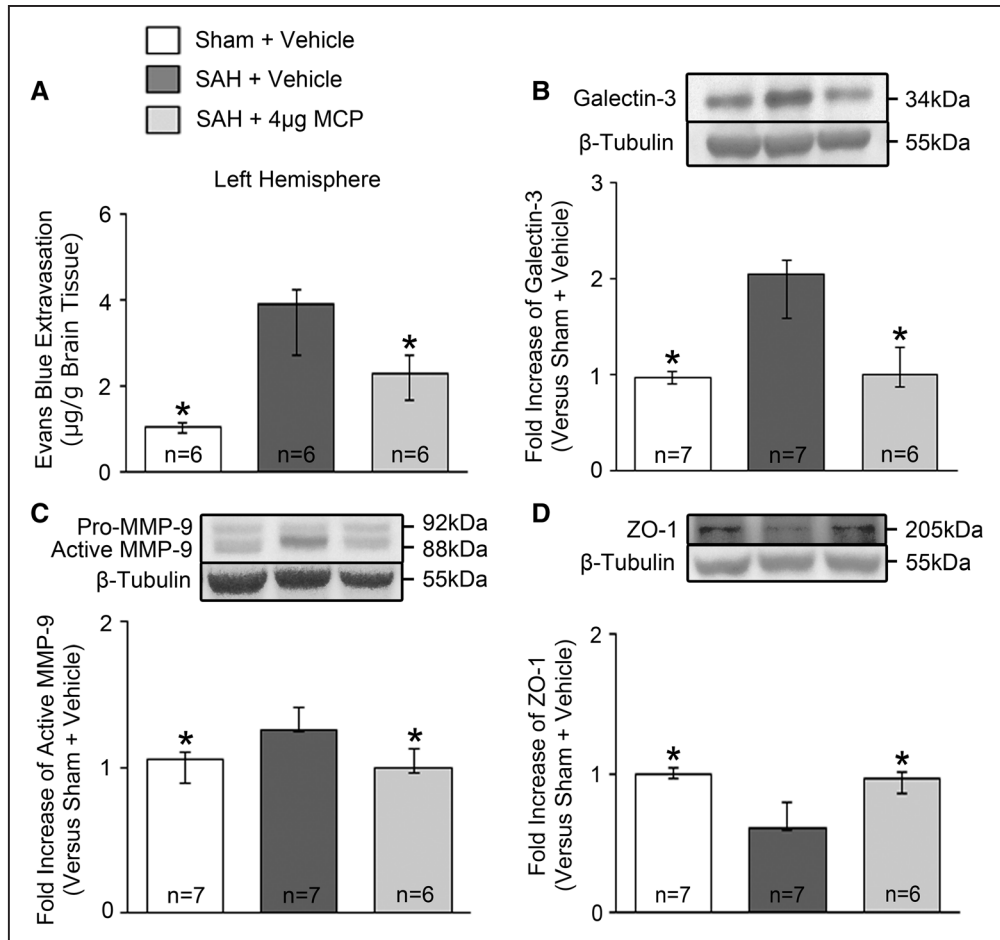 Sham + Vehicle
SAH + Vehicle
SAH + 4µg MCP
A
Left Hemisphere
Evans Blue Extravasation
(µg/g Brain Tissue)
6
4
2
0
*
*
n=6
n=6
n=6
B
Galectin-3
34kDa
β-Tubulin
55kDa
Fold Increase of Galectin-3
(Versus Sham + Vehicle)
3
2
1
0
*
*
n=7
n=7
n=6
C
Pro-MMP-9
92kDa
Active MMP-9
88kDa
β-Tubulin
55kDa
Fold Increase of Active MMP-9
(Versus Sham + Vehicle)
2
1
0
*
*
n=7
n=7
n=6
D
ZO-1
205kDa
β-Tubulin
55kDa
Fold Increase of ZO-1
(Versus Sham + Vehicle)
2
1
0
*
*
n=7
n=7
n=6